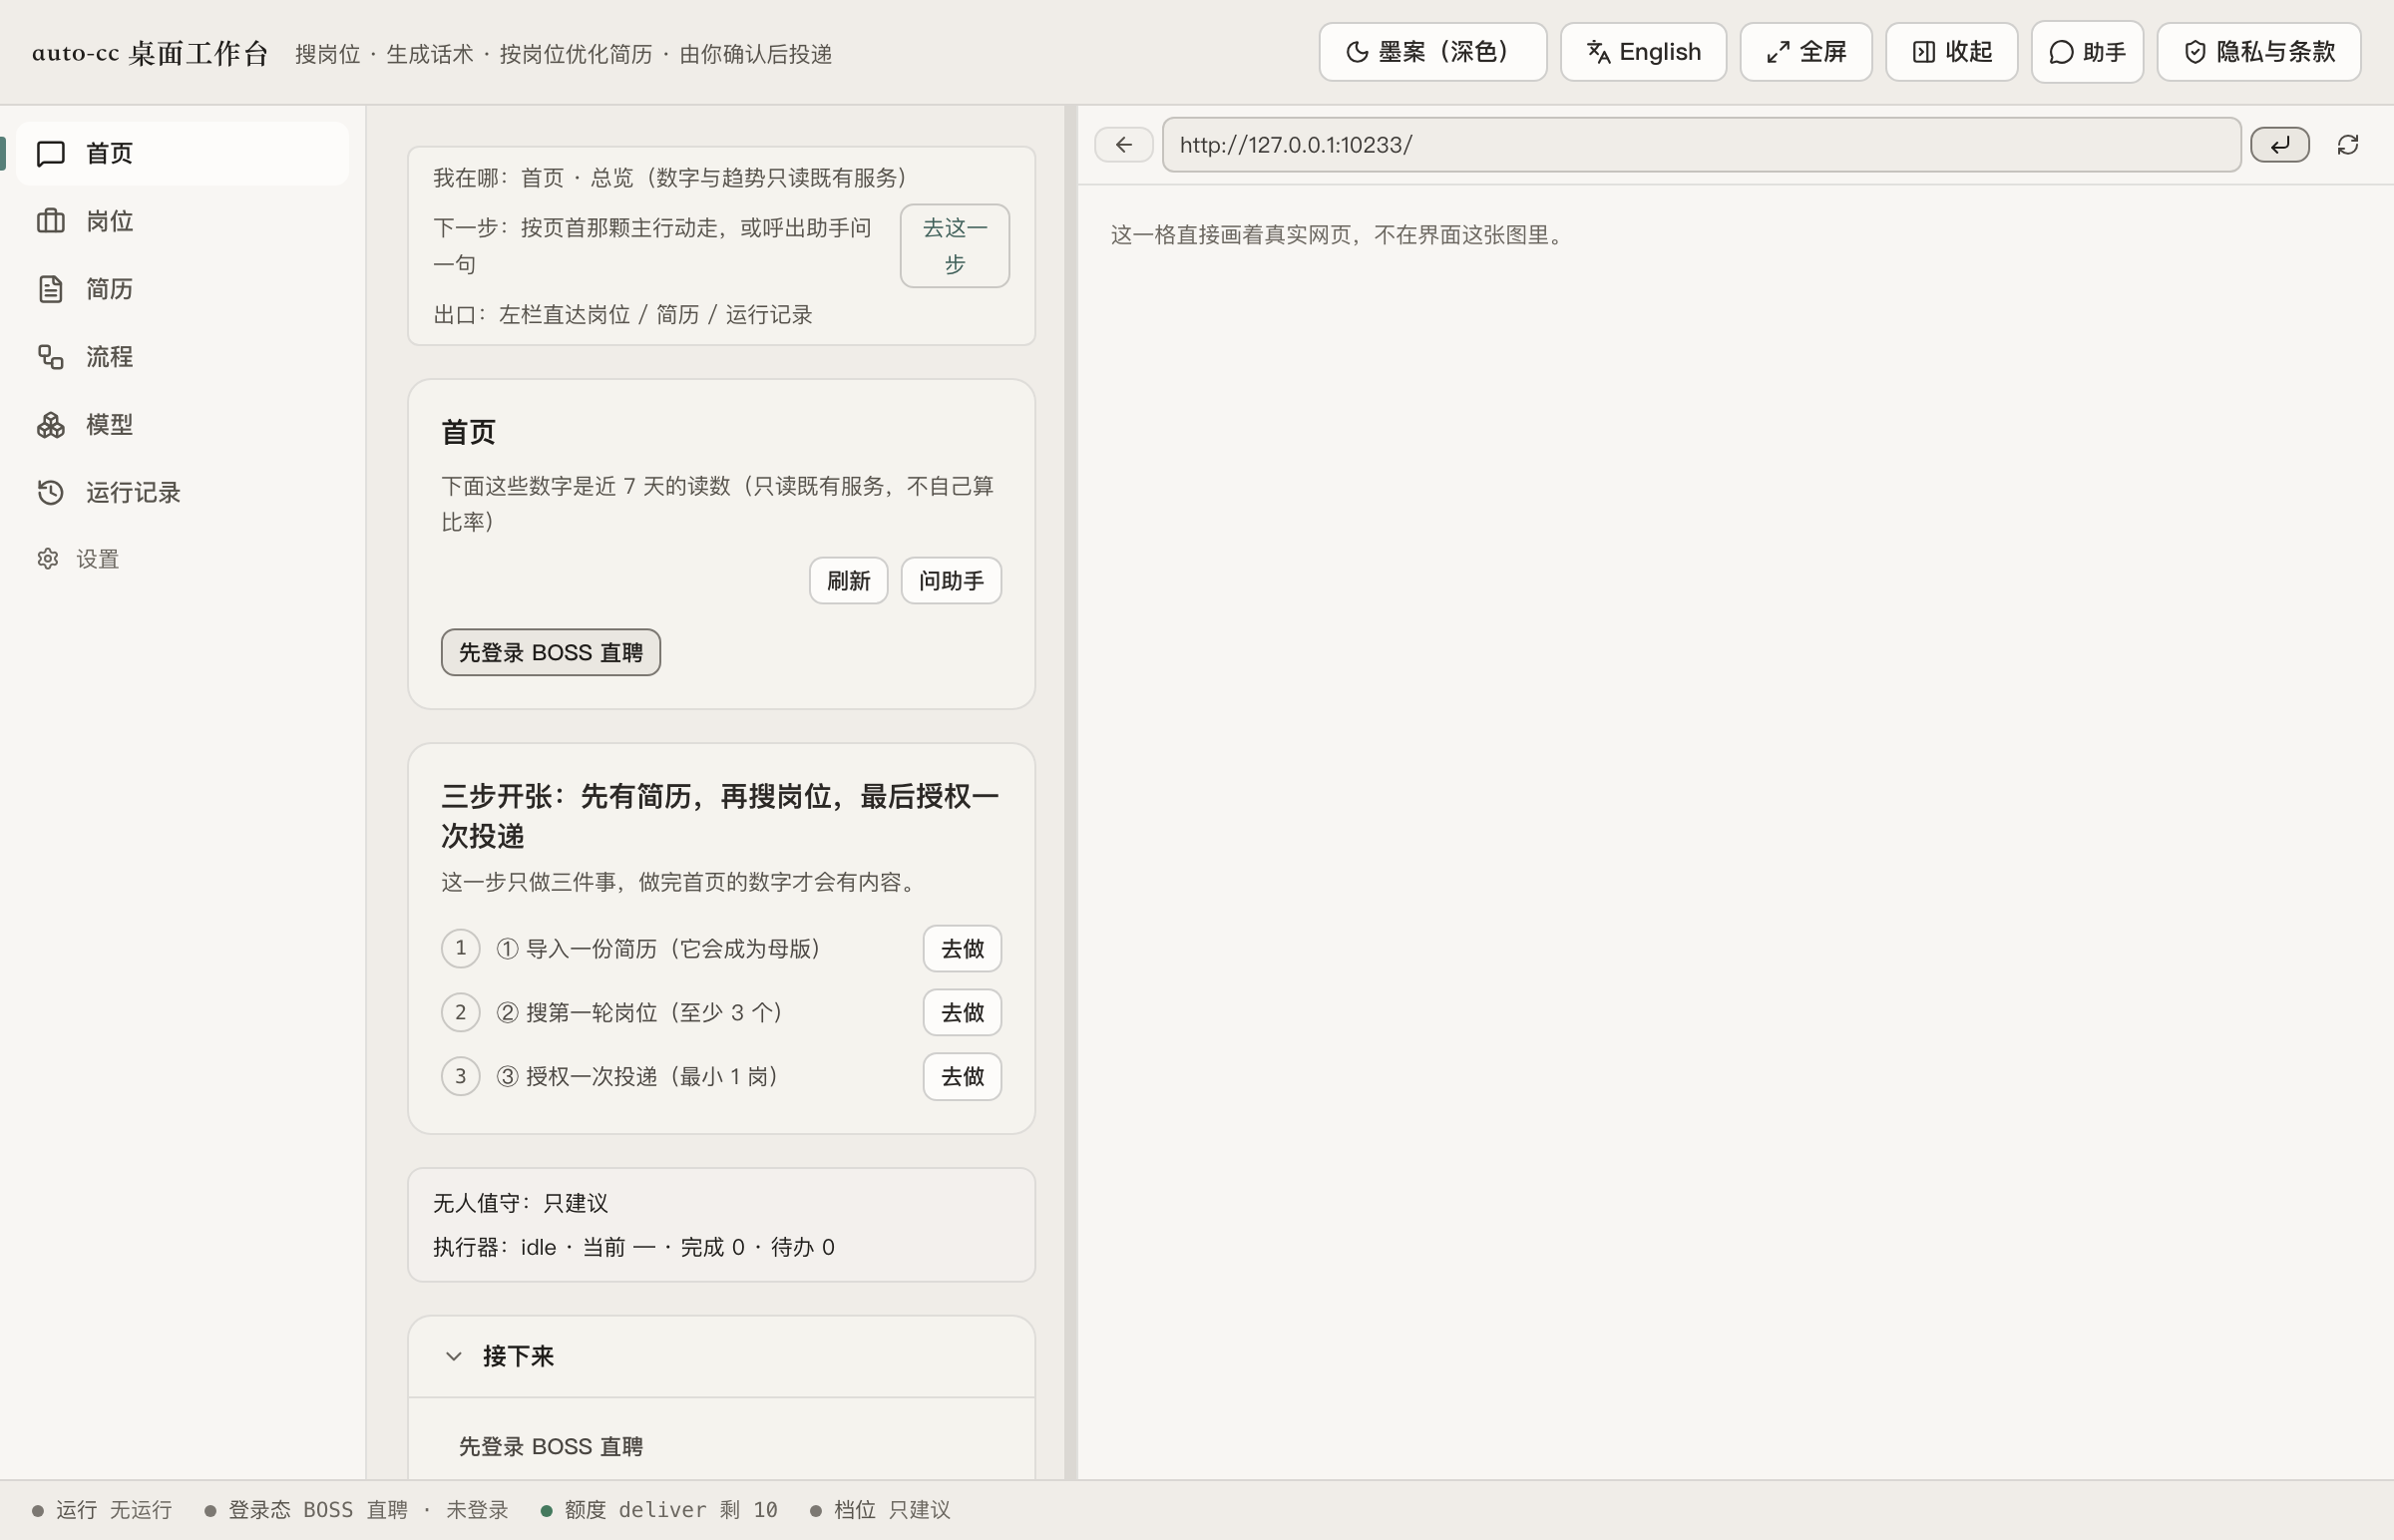 auto-cc 桌面工作台
搜岗位 · 生成话术 · 按岗位优化简历 · 由你确认后投递
墨案（深色）
English
全屏
收起
助手
隐私与条款
首页
岗位
简历
流程
模型
运行记录
设置
我在哪：首页 · 总览（数字与趋势只读既有服务）
下一步：按页首那颗主行动走，或呼出助手问
一句
去这一
步
出口：左栏直达岗位 / 简历 / 运行记录
首页
下面这些数字是近 7 天的读数（只读既有服务，不自己算
比率）
刷新
问助手
先登录 BOSS 直聘
三步开张：先有简历，再搜岗位，最后授权一
次投递
这一步只做三件事，做完首页的数字才会有内容。
1 ① 导入一份简历（它会成为母版） 去做
2 ② 搜第一轮岗位（至少 3 个） 去做
3 ③ 授权一次投递（最小 1 岗） 去做
无人值守：只建议
执行器：idle · 当前 — · 完成 0 · 待办 0
接下来
先登录 BOSS 直聘
http://127.0.0.1:10233/
这一格直接画着真实网页，不在界面这张图里。
运行 无运行
登录态 BOSS 直聘 · 未登录
额度 deliver 剩 10
档位 只建议